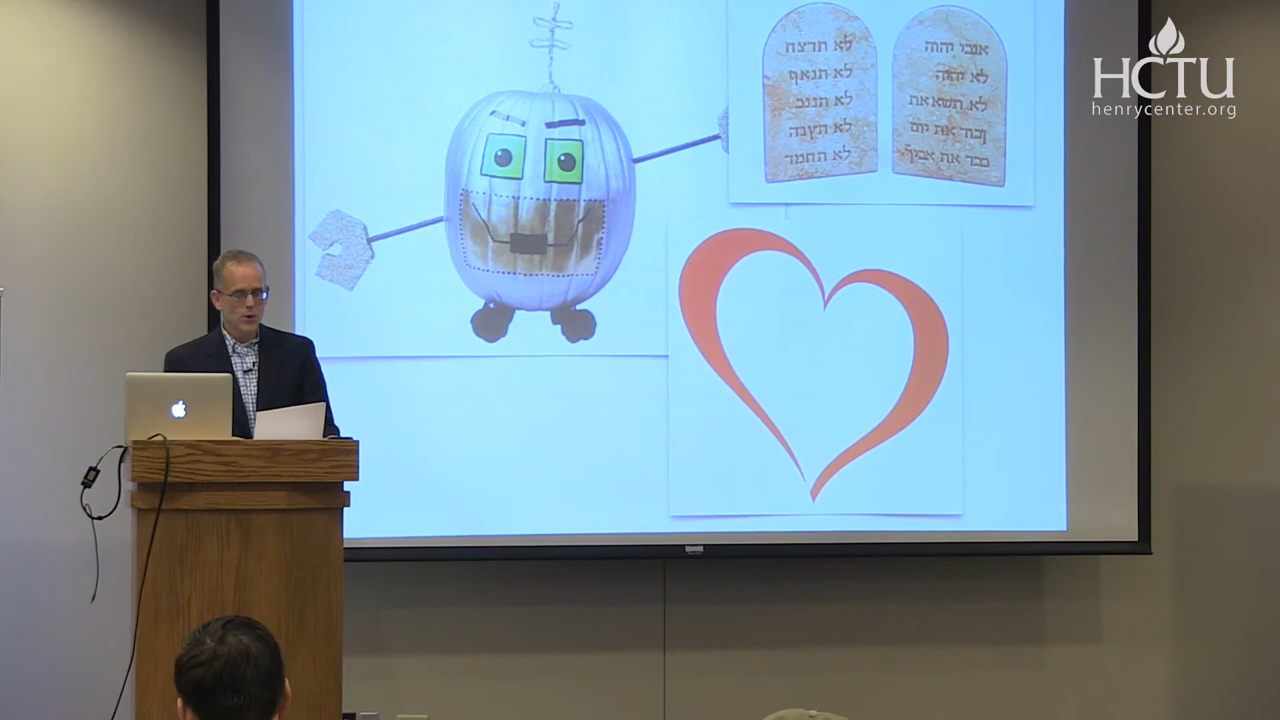 אנכי יהוה
לא יהיה
לא תשא את
זכור את יום
כבד את אביך
לא תרצח
לא תנאף
לא תגנב
לא תענה
לא תחמד
HCTU
henrycenter.org